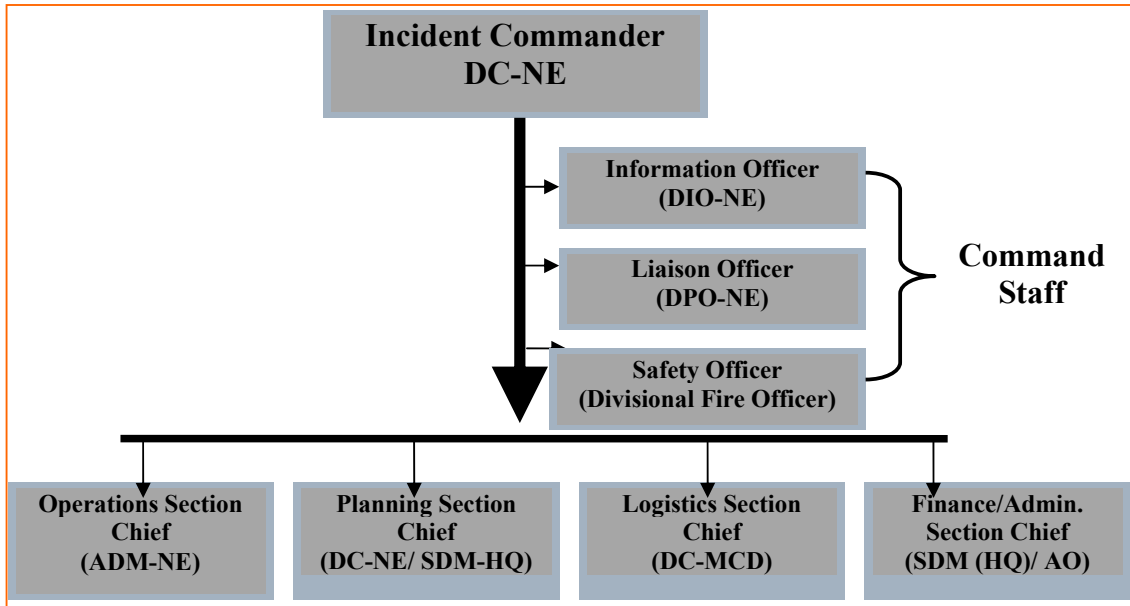 Incident Commander
DC-NE
Information Officer
(DIO-NE)
Liaison Officer
(DPO-NE)
Command
Staff
Safety Officer
(Divisional Fire Officer)
Operations Section
Chief
(ADM-NE)
Planning Section
Chief
(DC-NE/ SDM-HQ)
Logistics Section
Chief
(DC-MCD)
Finance/Admin.
Section Chief
(SDM (HQ)/ AO)